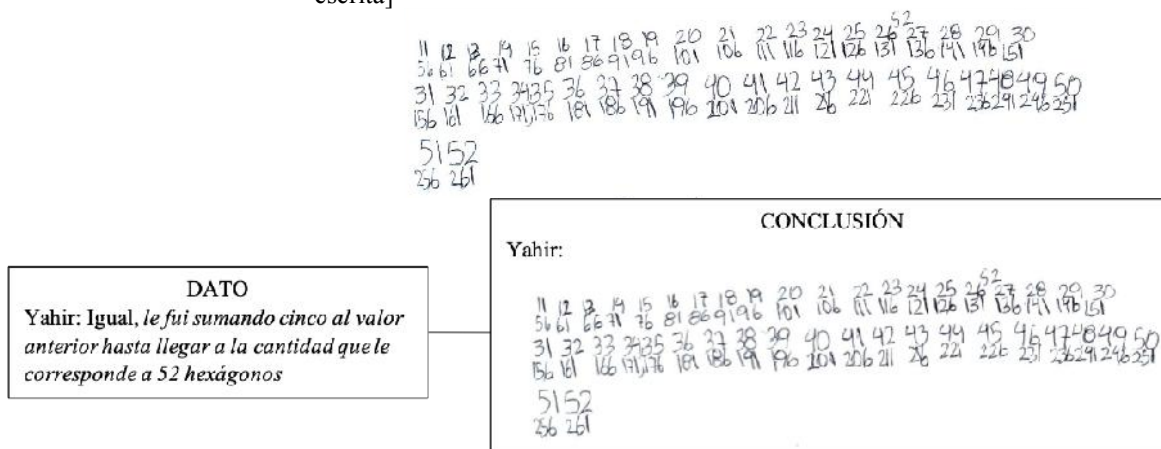 escrita]
52
11 12 13 14 15 16 17 18 19 20 21 22 23 24 25 26 27 28 29 30
56 61 66 71 76 81 86 91 96 101 106 111 116 121 126 131 136 141 146 151
31 32 33 34 35 36 37 38 39 40 41 42 43 44 45 46 47 48 49 50
156 161 166 171,176 181 186 191 196 201 206 211 26 221 226 231 236 241 246 251
51 52
256 261
CONCLUSIÓN
Yahir:
52
11 12 13 14 15 16 17 18 19 20 21 22 23 24 25 26 27 28 29 30
56 61 66 71 76 81 86 91 96 101 106 111 116 121 126 131 136 141 146 151
31 32 33 34 35 36 37 38 39 40 41 42 43 44 45 46 47 48 49 50
156 161 166 171,176 181 186 191 196 201 206 211 26 221 226 231 236 241 246 251
51 52
256 261
DATO
Yahir: Igual, le fui sumando cinco al valor
anterior hasta llegar a la cantidad que le
corresponde a 52 hexágonos